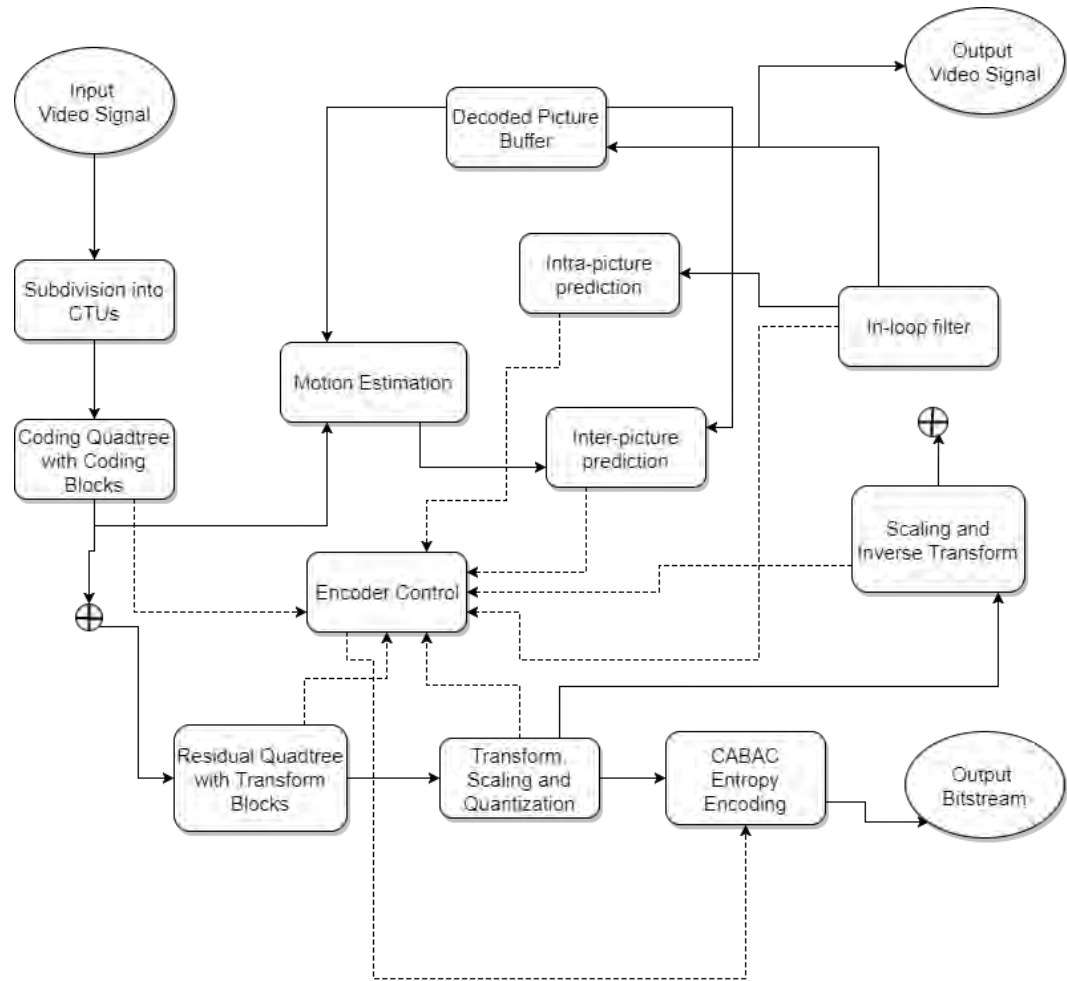 Input
Video Signal
Output
Video Signal
Decoded Picture
Buffer
Intra-picture
prediction
Subdivision into
CTUs
In-loop filter
Motion Estimation
Inter-picture
prediction
Coding Quadtree
with Coding
Blocks
Scaling and
Inverse Transform
Encoder Control
Residual Quadtree
with Transform
Blocks
Transform.
Scaling and
Quantization
CABAC
Entropy
Encoding
Output
Bitstream